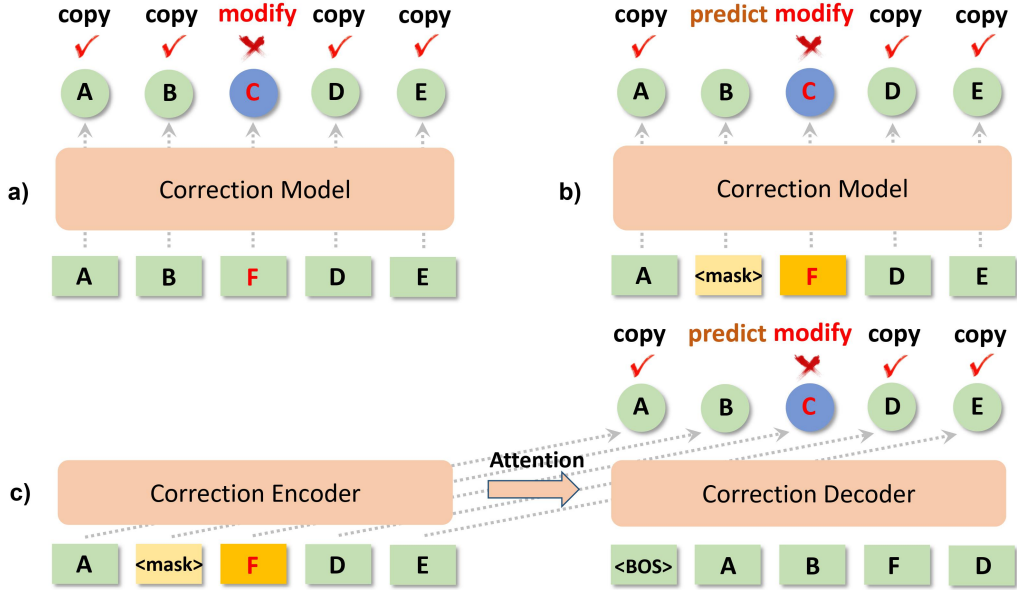 copy copy modify copy copy
A B C D E
a) Correction Model
A B F D E
copy predict modify copy copy
A B C D E
b) Correction Model
A <mask> F D E
copy predict modify copy copy
A B C D E
Attention
c) Correction Encoder
Correction Decoder
A <mask> F D E
<BOS> A B F D